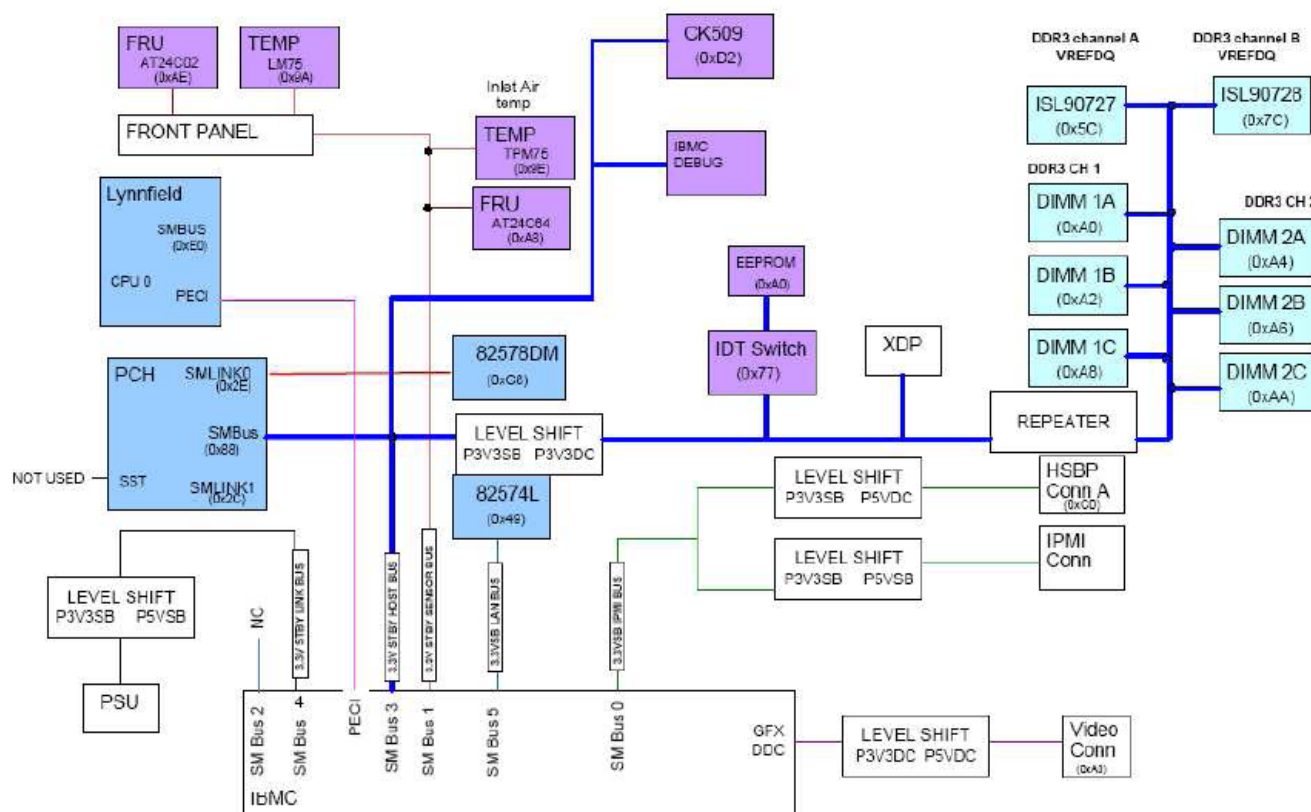 FRU
AT24C02
(0xAE)
TEMP
LM75
(0x9A)
FRONT PANEL
Inlet Air
temp
TEMP
TPM75
(0x9E)
FRU
AT24C64
(0xA8)
CK509
(0xD2)
IBMC
DEBUG
DDR3 channel A
VREFDQ
DDR3 channel B
VREFDQ
ISL90727
(0x5C)
ISL90728
(0x7C)
DDR3 CH 1
DIMM 1A
(0xA0)
DIMM 1B
(0xA2)
DIMM 1C
(0xA8)
DDR3 CH 2
DIMM 2A
(0xA4)
DIMM 2B
(0xA6)
DIMM 2C
(0xAA)
Lynnfield
SMBUS
(0xE0)
CPU 0
PECI
EEPROM
(0xA0)
IDT Switch
(0x77)
XDP
REPEATER
PCH
SMLINK0
(0x2E)
SMBus
(0x88)
SST
SMLINK1
(0x2C)
NOT USED
82578DM
LEVEL SHIFT
P3V3SB P3V3DC
82574L
(0x49)
LEVEL SHIFT
P3V3SB P5VDC
HSBP
Conn A
LEVEL SHIFT
P3V3SB P5VSB
IPMI
Conn
LEVEL SHIFT
P3V3SB P5VSB
PSU
NC
3.3V STBY LINK BUS
3.3V STBY HOST BUS
3.3V STBY SENSOR BUS
3.3VSB LAN BUS
3.3VSB IPMI BUS
SM Bus 2
SM Bus 4
PECI
SM Bus 3
SM Bus 1
SM Bus 5
SM Bus 0
GFX
DDC
IBMC
LEVEL SHIFT
P3V3DC P5VDC
Video
Conn